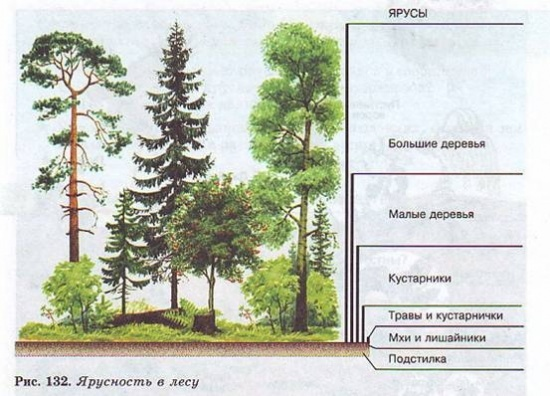 ЯРУСЫ
Большие деревья
Малые деревья
Кустарники
Травы и кустарнички
Мхи и лишайники
Подстилка
Рис. 132. Ярусность в лесу